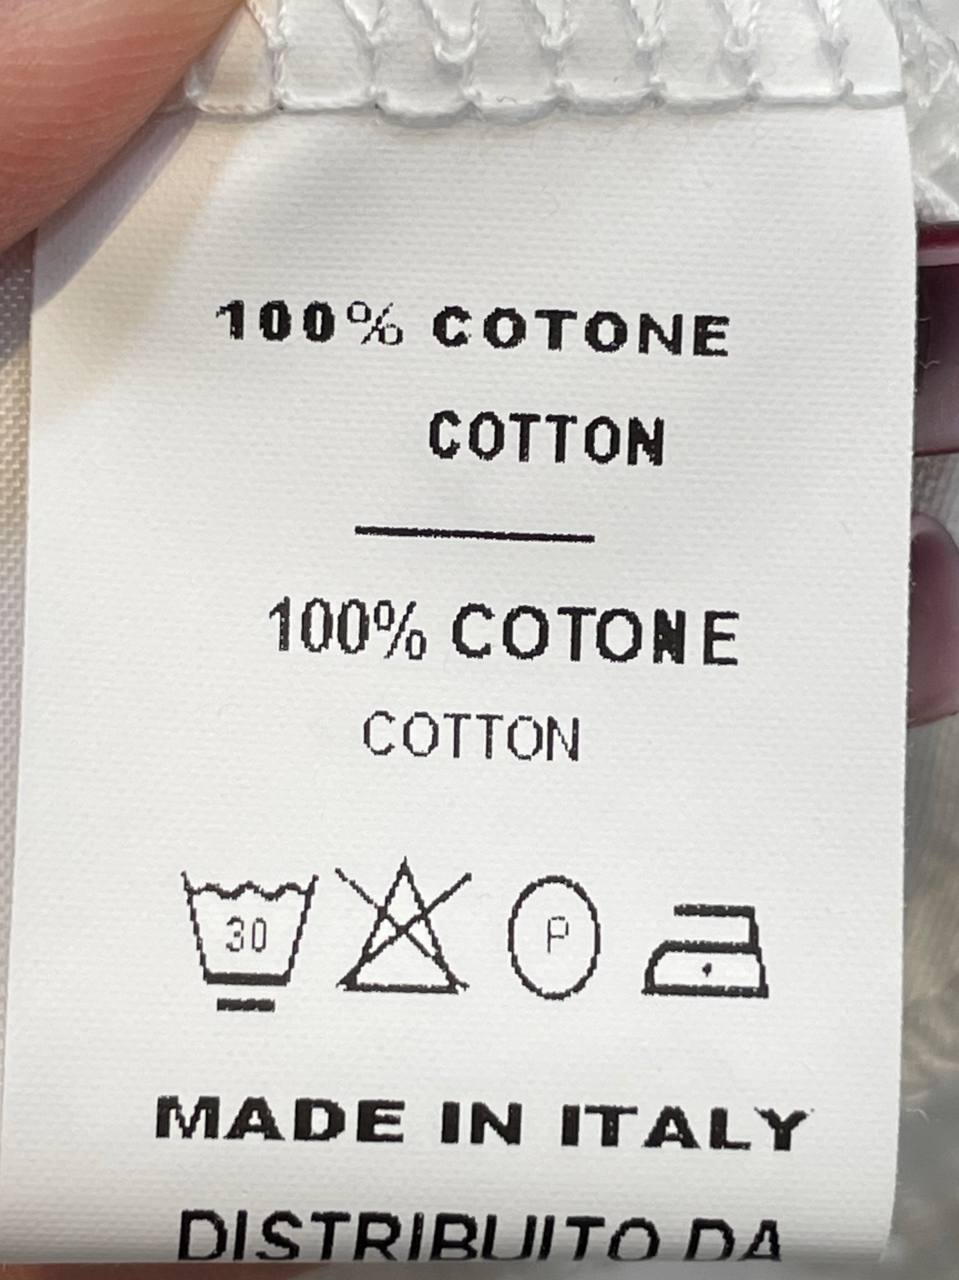 100% COTONE
COTTON
100% COTONE
COTTON
30 P
MADE IN ITALY
DISTRIBUITO DA